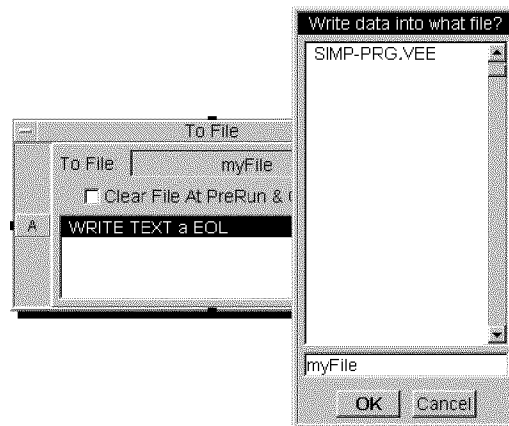 Write data into what file?
SIMP-PRG.VEE
To File
To File myFile
Clear File At PreRun &
A
WRITE TEXT a EOL
myFile
OK Cancel